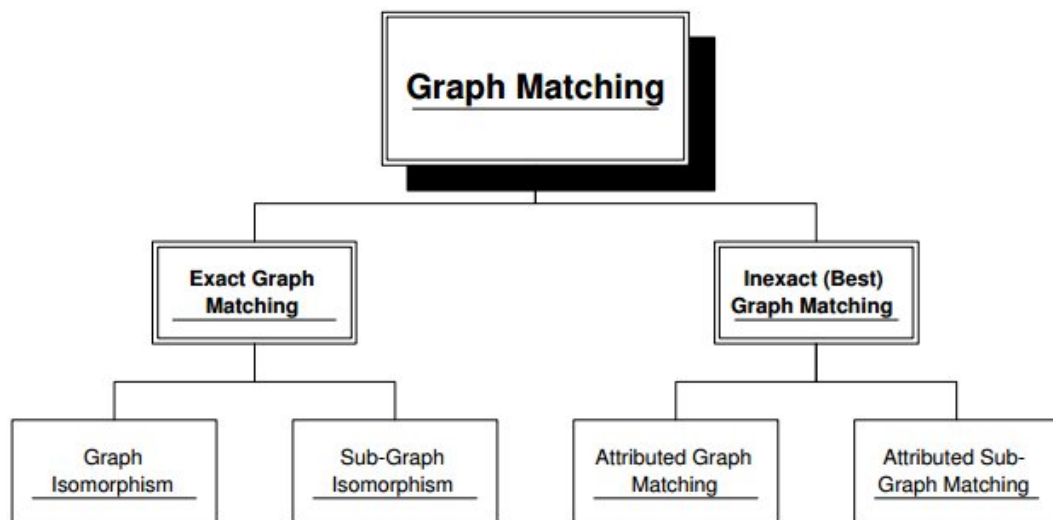 Graph Matching
Exact Graph
Matching
Inexact (Best)
Graph Matching
Graph
Isomorphism
Sub-Graph
Isomorphism
Attributed Graph
Matching
Attributed Sub-
Graph Matching